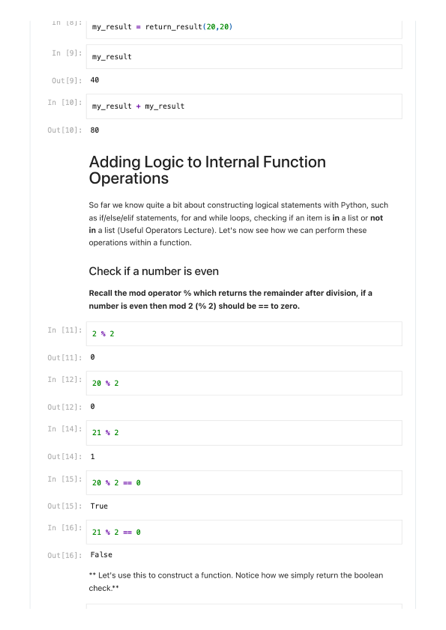 In [8]: my_result = return_result(20,20)
In [9]: my_result
Out[9]: 40
In [10]: my_result + my_result
Out[10]: 80
Adding Logic to Internal Function
Operations
So far we know quite a bit about constructing logical statements with Python, such
as if/else/elif statements, for and while loops, checking if an item is in a list or not
in a list (Useful Operators Lecture). Let's now see how we can perform these
operations within a function.
Check if a number is even
Recall the mod operator % which returns the remainder after division, if a
number is even then mod 2 (% 2) should be == to zero.
In [11]: 2 % 2
Out[11]: 0
In [12]: 20 % 2
Out[12]: 0
In [14]: 21 % 2
Out[14]: 1
In [15]: 20 % 2 == 0
Out[15]: True
In [16]: 21 % 2 == 0
Out[16]: False
** Let's use this to construct a function. Notice how we simply return the boolean
check.**